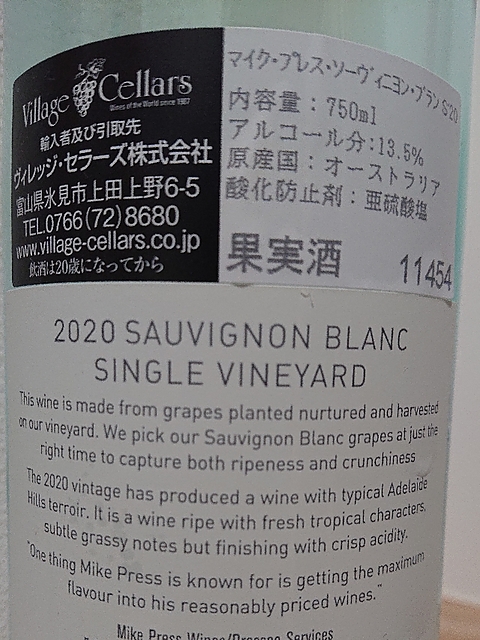 Village Cellars
Wines of the World since 1987
輸入者及び引取先
ヴィレッジ・セラーズ株式会社
富山県氷見市上田上野6-5
TEL.0766(72)8680
www.village-cellars.co.jp
飲酒は20歳になってから
マイク・プレス・ソーヴィニヨン・ブラン S'20
内容量：750ml
アルコール分：13.5%
原産国：オーストラリア
酸化防止剤：亜硫酸塩
果実酒 11454
2020 SAUVIGNON BLANC
SINGLE VINEYARD
This wine is made from grapes planted nurtured and harvested
on our vineyard. We pick our Sauvignon Blanc grapes at just the
right time to capture both ripeness and crunchiness
The 2020 vintage has produced a wine with typical Adelaide
Hills terroir. It is a wine ripe with fresh tropical characters,
subtle grassy notes but finishing with crisp acidity.
"One thing Mike Press is known for is getting the maximum
flavour into his reasonably priced wines."
Mike Press Wines/Presspo Services